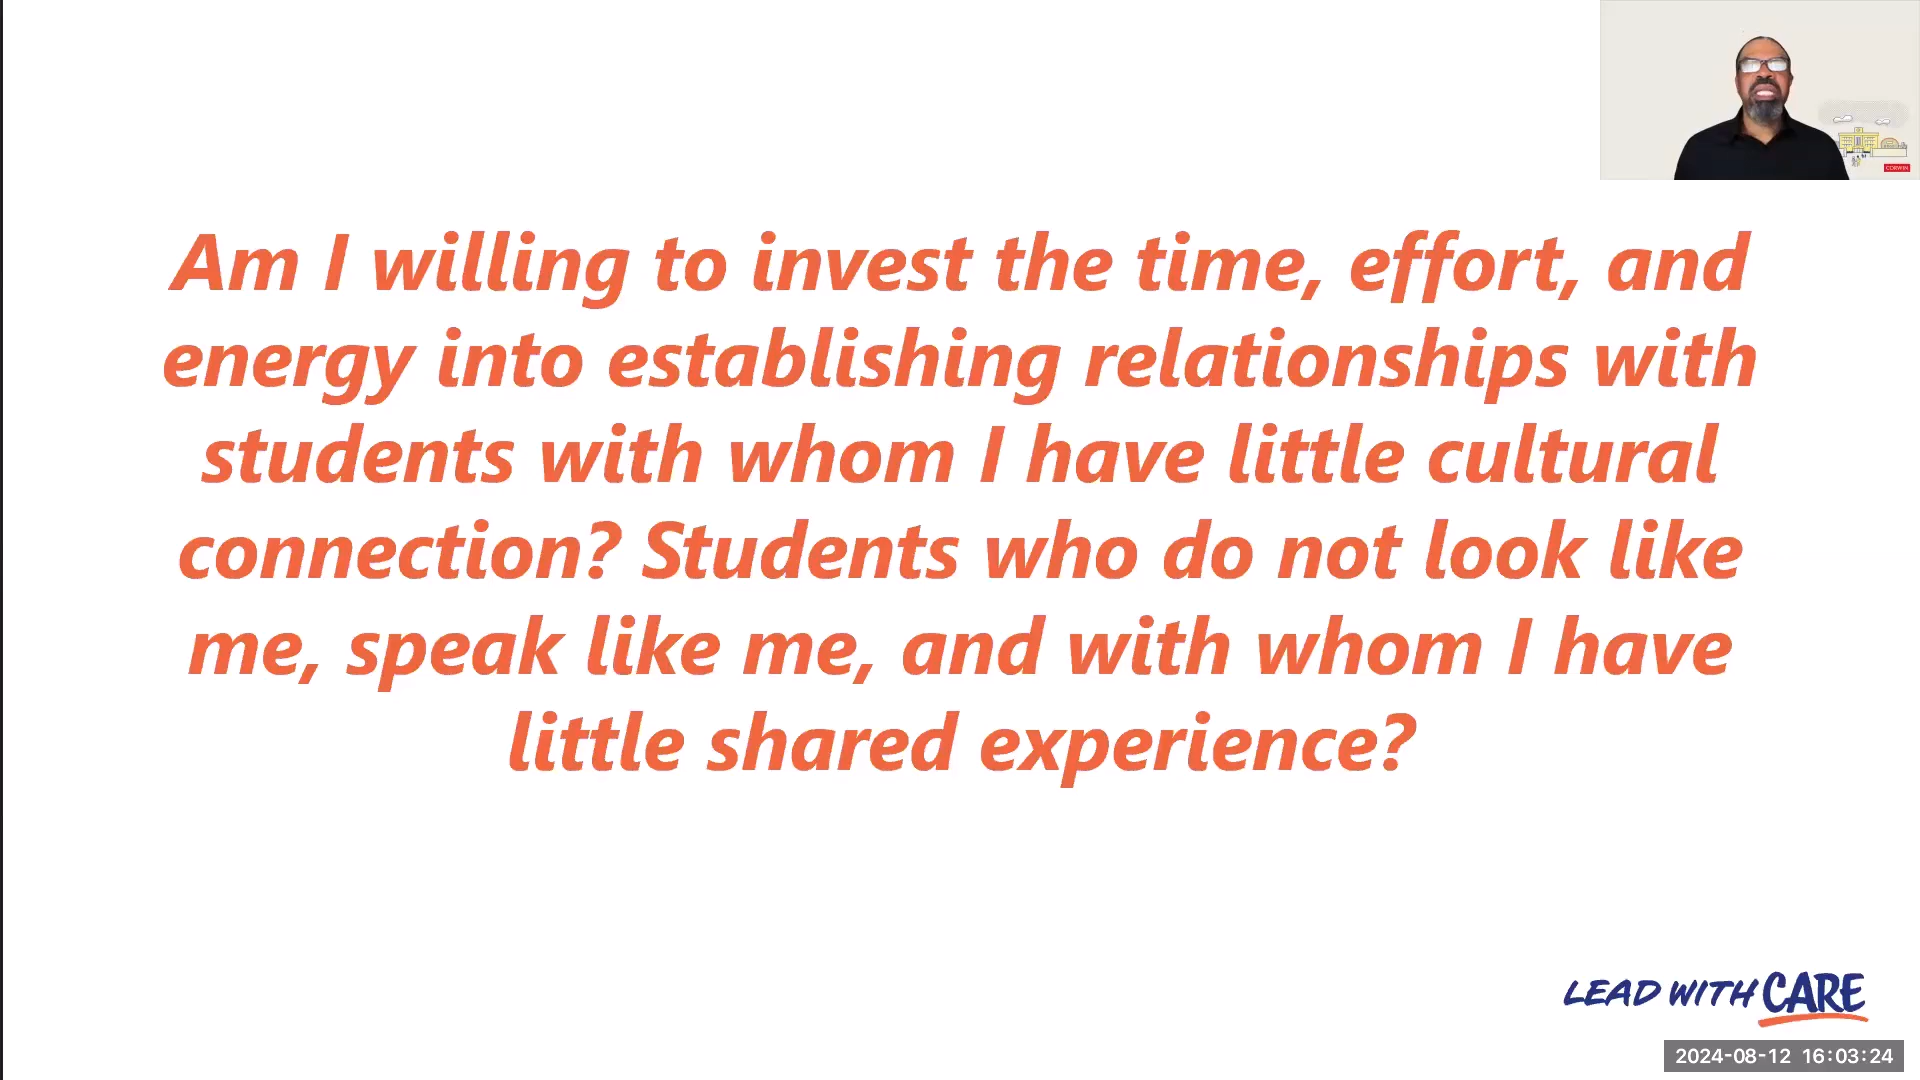 CORWIN
Am I willing to invest the time, effort, and
energy into establishing relationships with
students with whom I have little cultural
connection? Students who do not look like
me, speak like me, and with whom I have
little shared experience?
LEAD WITH CARE
2024-08-12 16:03:24